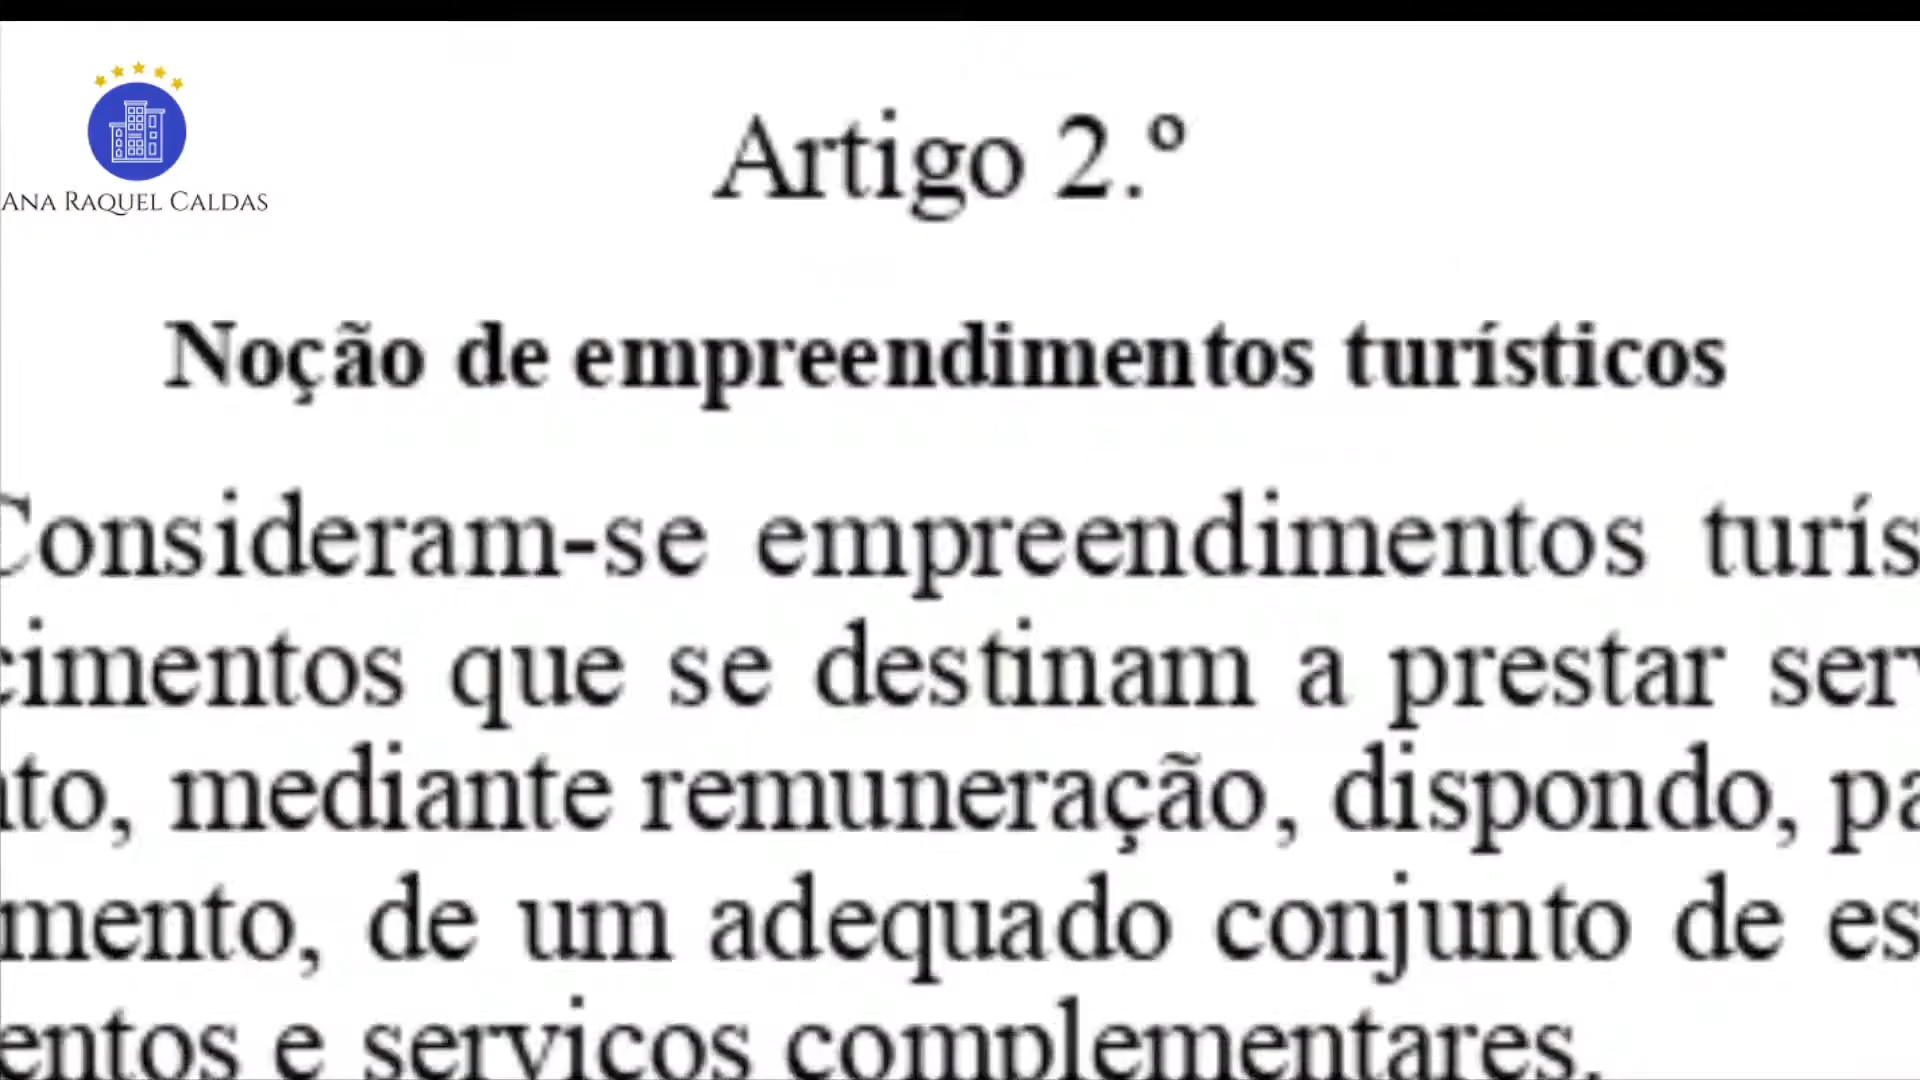 ANA RAQUEL CALDAS
Artigo 2.º
Noção de empreendimentos turísticos
Consideram-se empreendimentos turís
cimentos que se destinam a prestar serv
nto, mediante remuneração, dispondo, pa
mento, de um adequado conjunto de es
entos e serviços complementares.